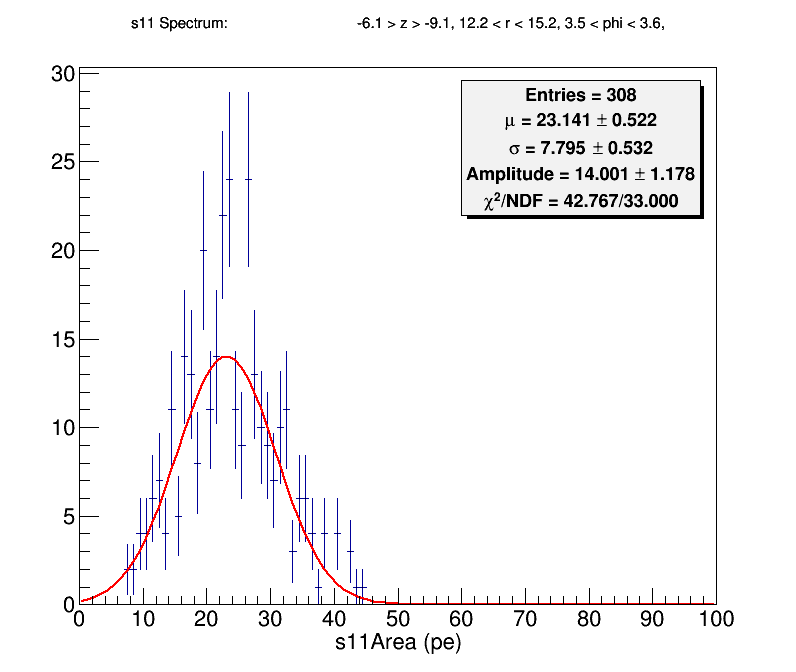 s11 Spectrum: -6.1 > z > -9.1, 12.2 < r < 15.2, 3.5 < phi < 3.6,
Entries = 308
μ = 23.141 ± 0.522
σ = 7.795 ± 0.532
Amplitude = 14.001 ± 1.178
χ²/NDF = 42.767/33.000
30
25
20
15
10
5
0
0 10 20 30 40 50 60 70 80 90 100
s11Area (pe)